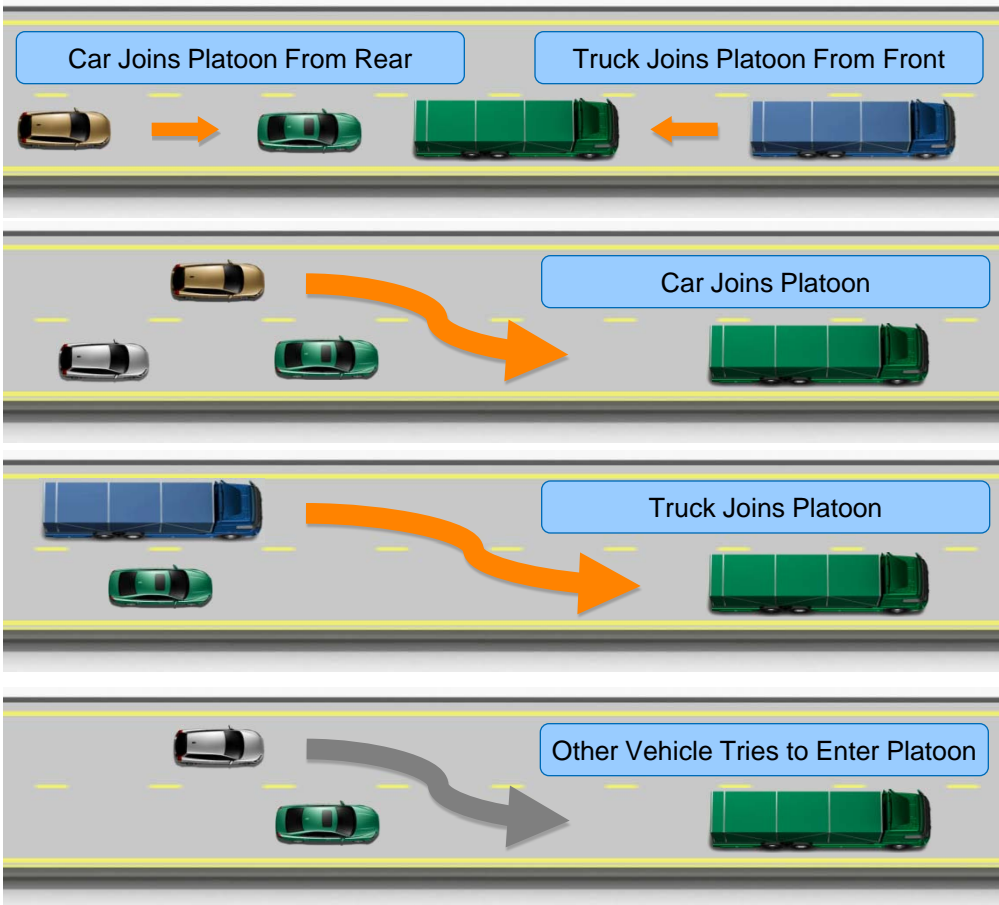 Car Joins Platoon From Rear
Truck Joins Platoon From Front
Car Joins Platoon
Truck Joins Platoon
Other Vehicle Tries to Enter Platoon